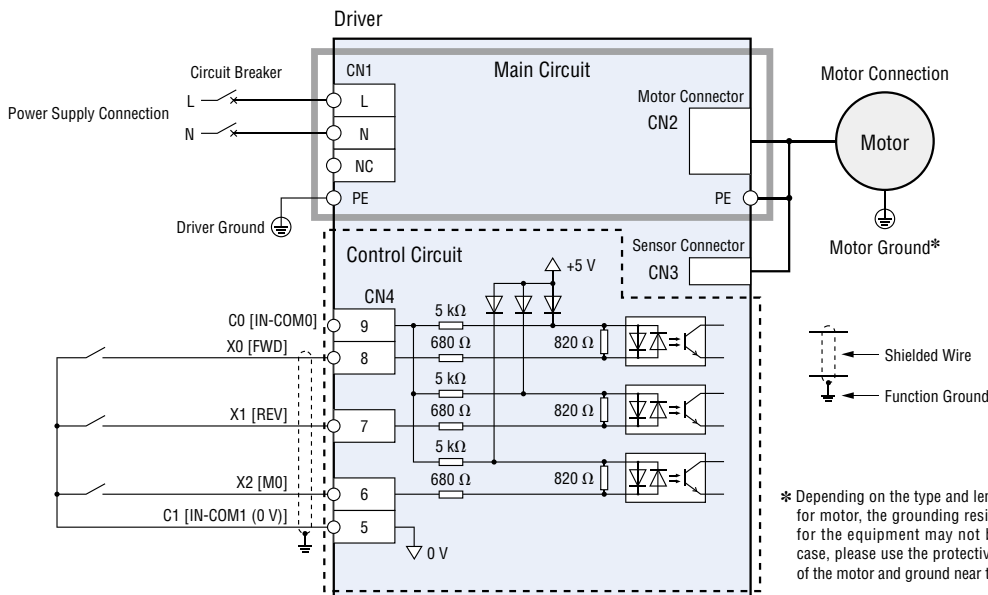 Driver
Circuit Breaker
CN1
Main Circuit
Motor Connection
L
L
Motor Connector
Power Supply Connection
CN2
N
N
Motor
NC
PE
PE
Driver Ground
Motor Ground*
Sensor Connector
Control Circuit
+5 V
CN3
CN4
5 kΩ
C0 [IN-COM0]
9
X0 [FWD]
8
680 Ω
820 Ω
Shielded Wire
5 kΩ
Function Ground
X1 [REV]
7
680 Ω
820 Ω
5 kΩ
X2 [M0]
6
680 Ω
820 Ω
C1 [IN-COM1 (0 V)]
5
0 V
* Depending on the type and
for motor, the grounding
for the equipment may not
case, please use the
of the motor and ground near